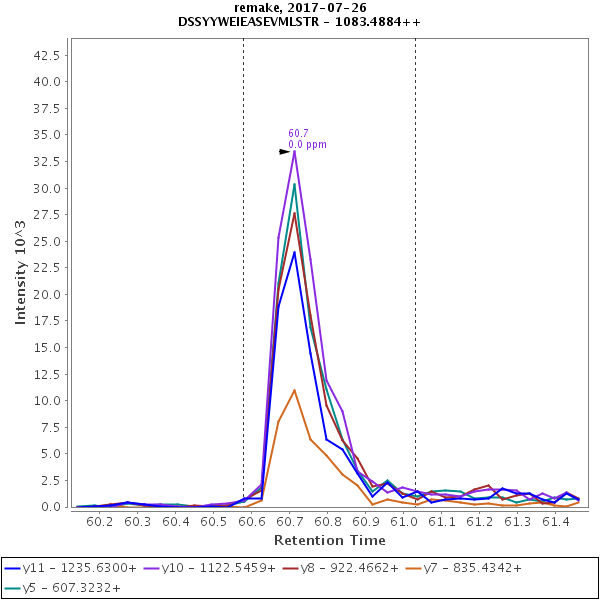 remake, 2017-07-26
DSSYYWEIEASEVMLSTR - 1083.4884++
42.5
40.0
37.5
35.0
32.5
30.0
27.5
25.0
22.5
20.0
17.5
15.0
12.5
10.0
7.5
5.0
2.5
0.0
Intensity 10^3
60.7
0.0 ppm
60.2 60.3 60.4 60.5 60.6 60.7 60.8 60.9 61.0 61.1 61.2 61.3 61.4
Retention Time
y11 - 1235.6300+ y10 - 1122.5459+ y8 - 922.4662+ y7 - 835.4342+
y5 - 607.3232+